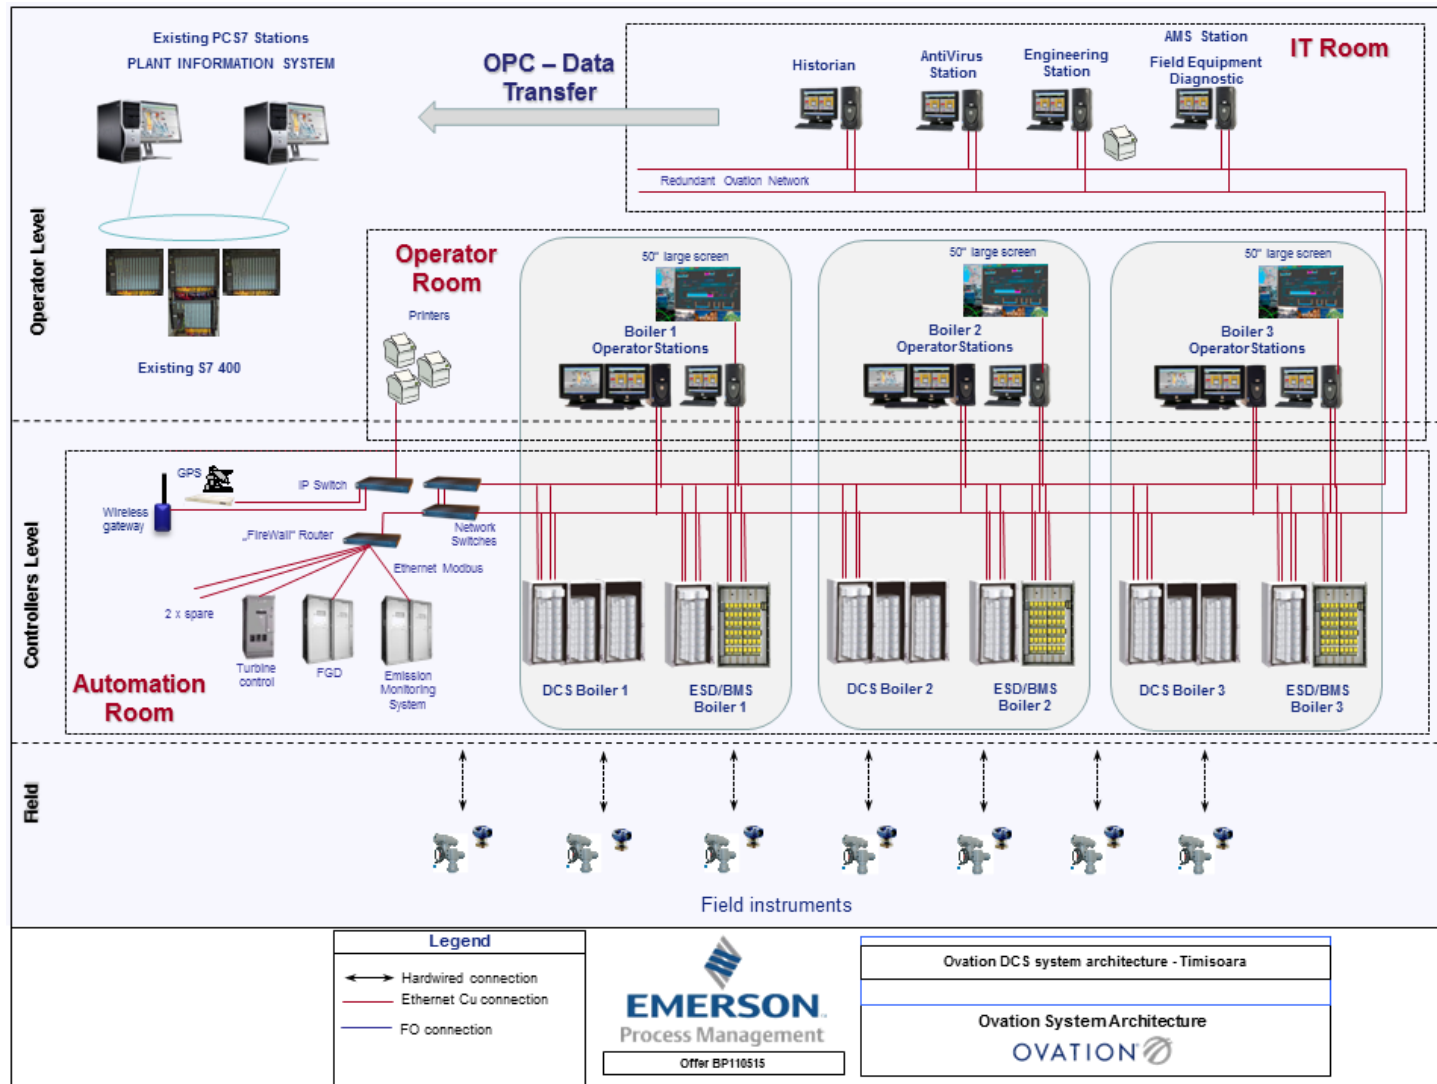 Existing PCS7 Stations
PLANT INFORMATION SYSTEM
OPC – Data
Transfer
Historian
AntiVirus
Station
Engineering
Station
AMS Station
Field Equipment
Diagnostic
IT Room
Redundant Ovation Network
Operator Level
Existing S7 400
Operator
Room
Printers
50" large screen
Boiler 1
Operator Stations
50" large screen
Boiler 2
Operator Stations
50" large screen
Boiler 3
Operator Stations
Controllers Level
GPS
IP Switch
Wireless
gateway
„FireWall" Router
Network
Switches
Ethernet Modbus
2 x spare
Turbine
control
FGD
Emission
Monitoring
System
Automation
Room
DCS Boiler 1
ESD/BMS
Boiler 1
DCS Boiler 2
ESD/BMS
Boiler 2
DCS Boiler 3
ESD/BMS
Boiler 3
Field
Field instruments
Legend
Hardwired connection
Ethernet Cu connection
FO connection
EMERSON
Process Management
Offer BP110515
Ovation DCS system architecture - Timisoara
Ovation System Architecture
OVATION